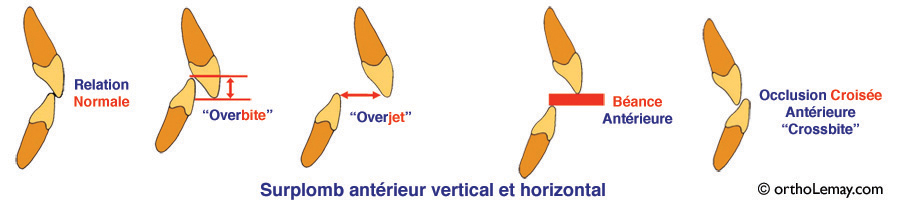 Relation
Normale
“Overbite”
“Overjet”
Béance
Antérieure
Occlusion Croisée
Antérieure
“Crossbite”
Surplomb antérieur vertical et horizontal
© orthoLemay.com